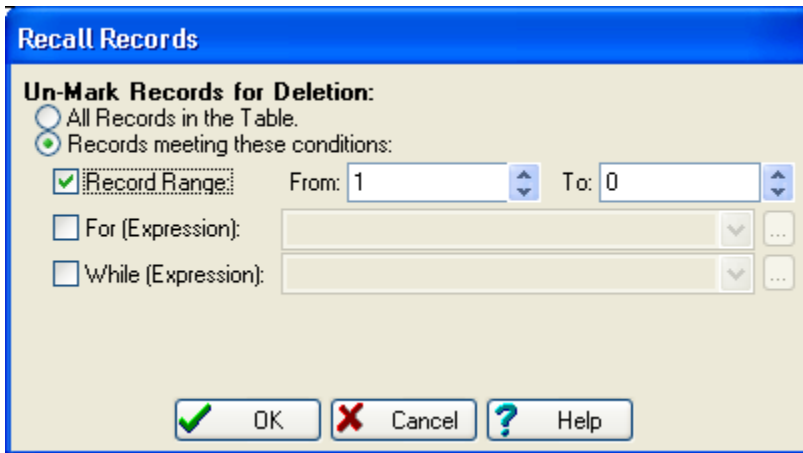 Recall Records
Un-Mark Records for Deletion:
All Records in the Table.
Records meeting these conditions:
Record Range: From: 1 To: 0
For (Expression): ...
While (Expression): ...
OK Cancel ? Help